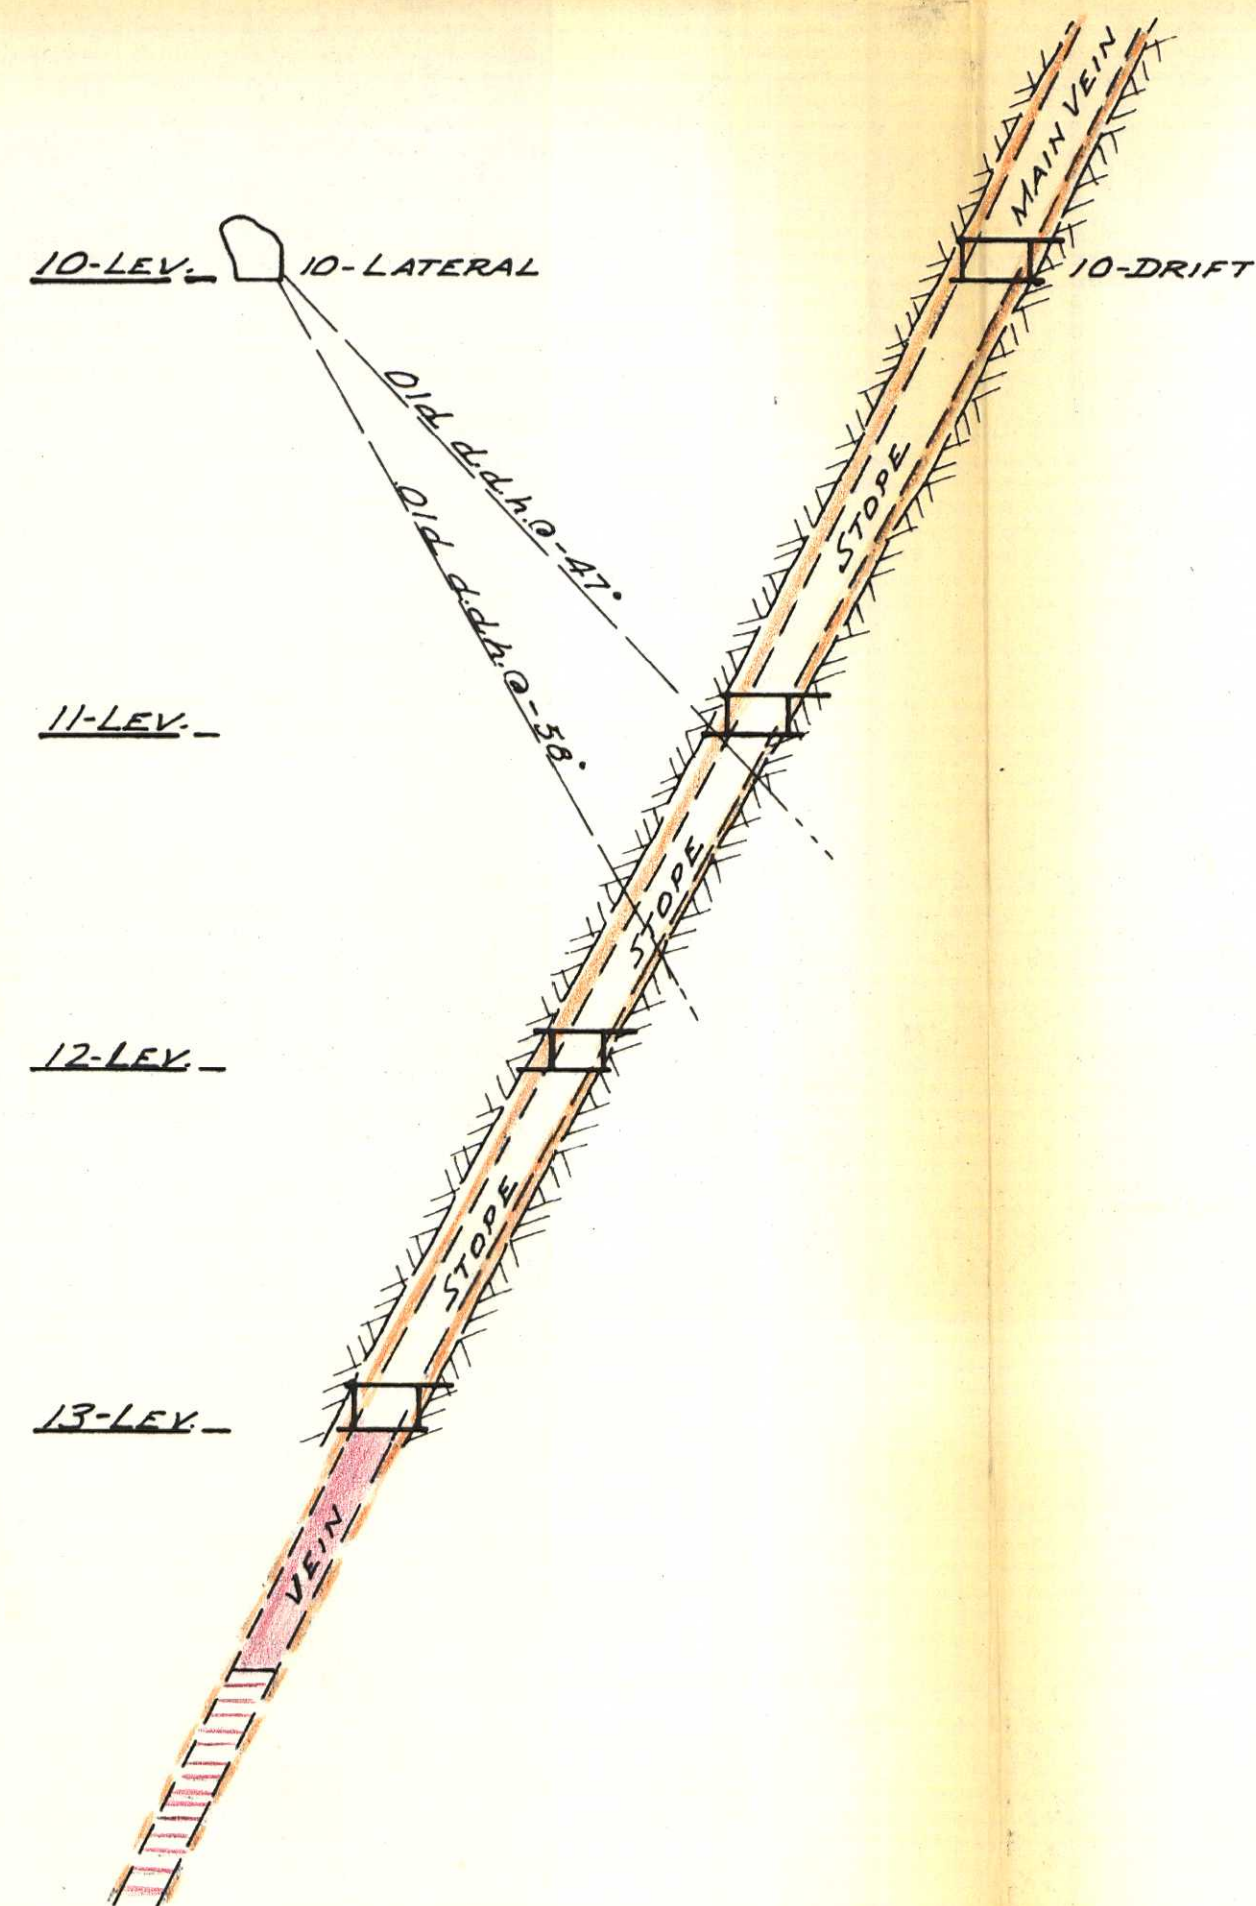 MAIN VEIN
10-LEV.
10-LATERAL
10-DRIFT
Old d.d.h.@-47°
Old d.d.h.@-58°
STOPE
11-LEV.
STOPE
12-LEV.
STOPE
13-LEV.
VEIN